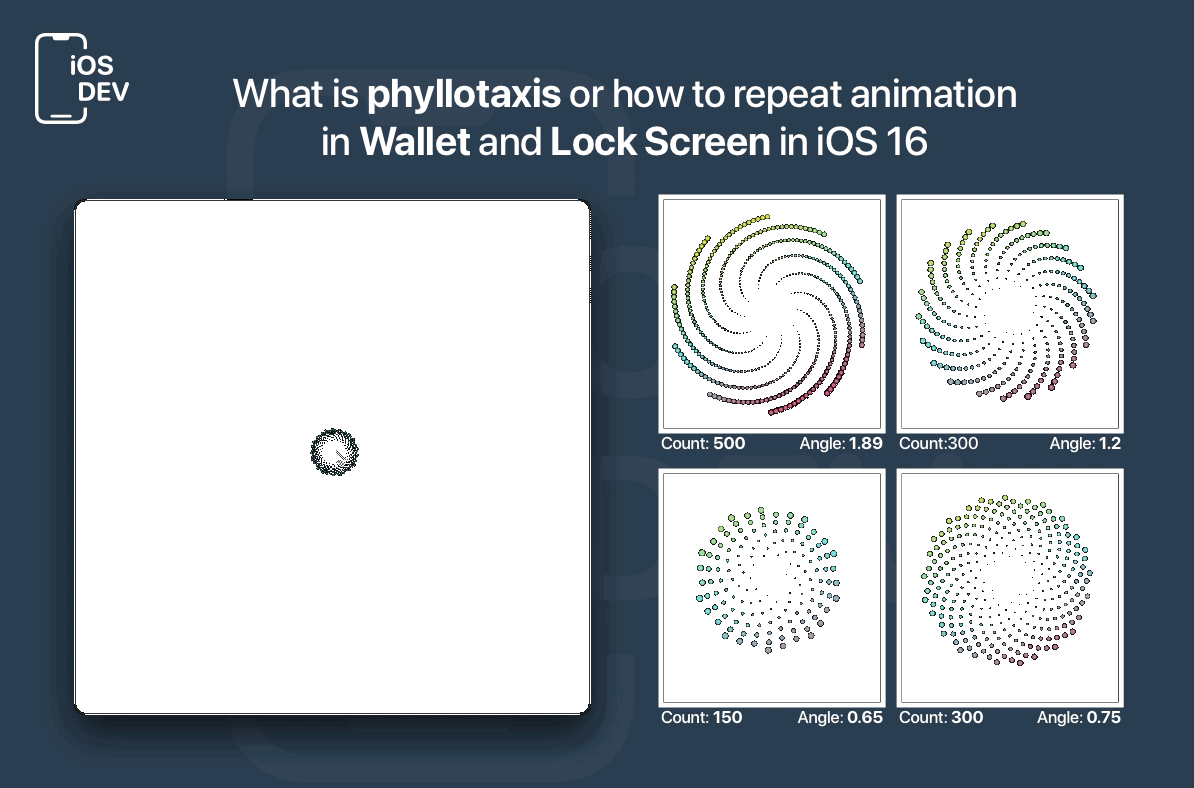 iOS
DEV
What is phyllotaxis or how to repeat animation
in Wallet and Lock Screen in iOS 16
Count: 500 Angle: 1.89
Count:300 Angle: 1.2
Count: 150 Angle: 0.65
Count: 300 Angle: 0.75